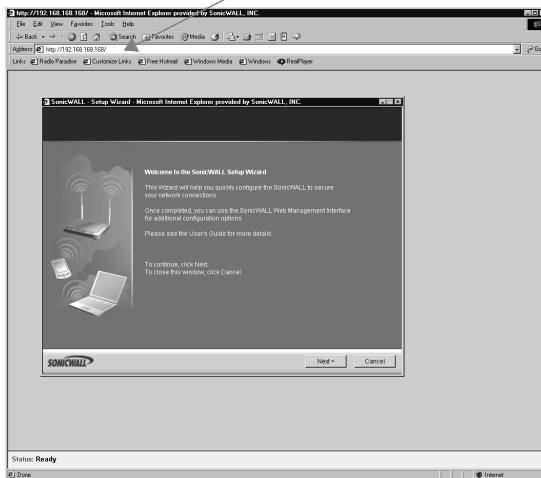 http://192.168.168.168/ - Microsoft Internet Explorer provided by SonicWALL, INC.
File Edit View Favorites Tools Help
Back Search Favorites Media
Address http://192.168.168.168/ Go
Links Radio Paradise Customize Links Free Hotmail Windows Media Windows RealPlayer
SonicWALL - Setup Wizard - Microsoft Internet Explorer provided by SonicWALL, INC.
Welcome to the SonicWALL Setup Wizard
This Wizard will help you quickly configure the SonicWALL to secure
your network connections.
Once completed, you can use the SonicWALL Web Management Interface
for additional configuration options.
Please see the User's Guide for more details.
To continue, click Next.
To close this window, click Cancel.
SONICWALL
Next > Cancel
Status: Ready
Done Internet